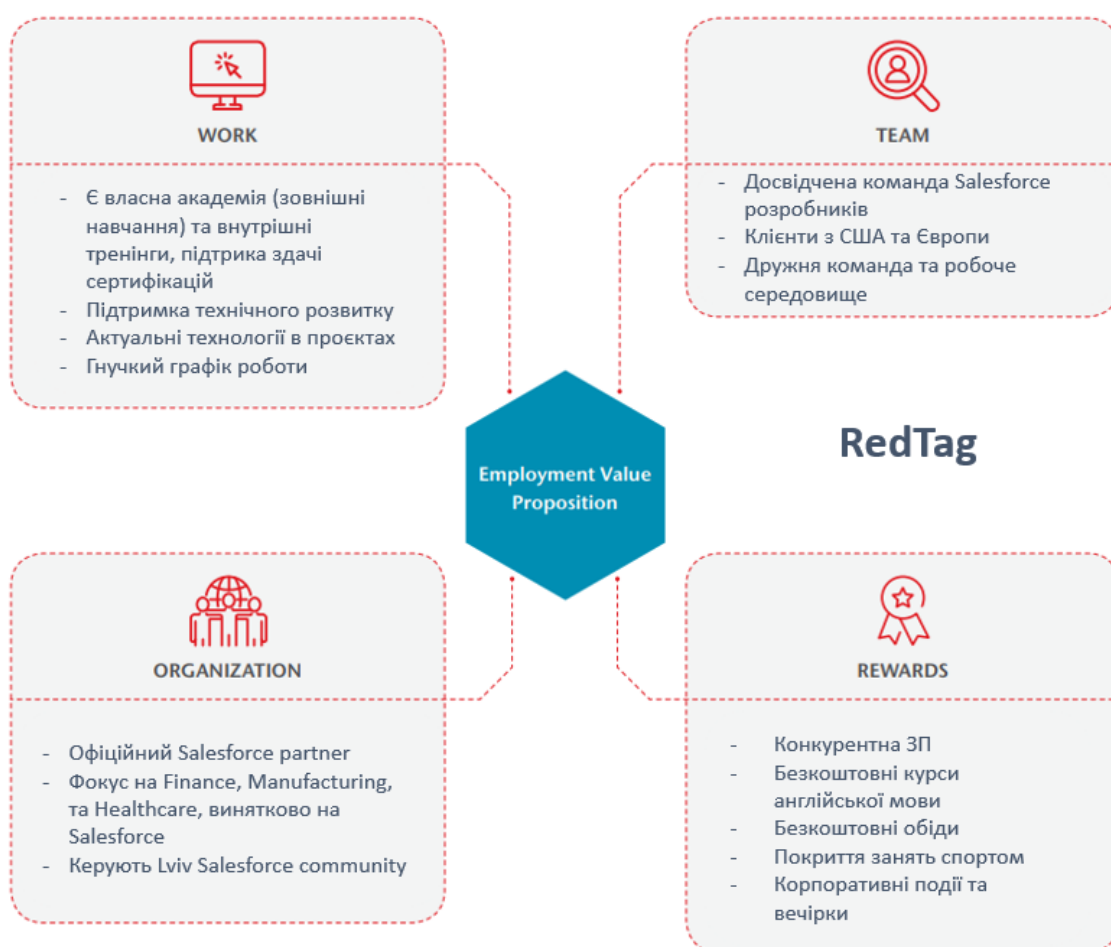 WORK
- Є власна академія (зовнішні
навчання) та внутрішні
тренінги, підтрика здачі
сертифікацій
- Підтримка технічного розвитку
- Актуальні технології в проєктах
- Гнучкий графік роботи
TEAM
- Досвідчена команда Salesforce
розробників
- Клієнти з США та Європи
- Дружня команда та робоче
середовище
Employment Value
Proposition
RedTag
ORGANIZATION
- Офіційний Salesforce partner
- Фокус на Finance, Manufacturing,
та Healthcare, винятково на
Salesforce
- Керують Lviv Salesforce community
REWARDS
- Конкурентна ЗП
- Безкоштовні курси
англійської мови
- Безкоштовні обіди
- Покриття занять спортом
- Корпоративні події та
вечірки